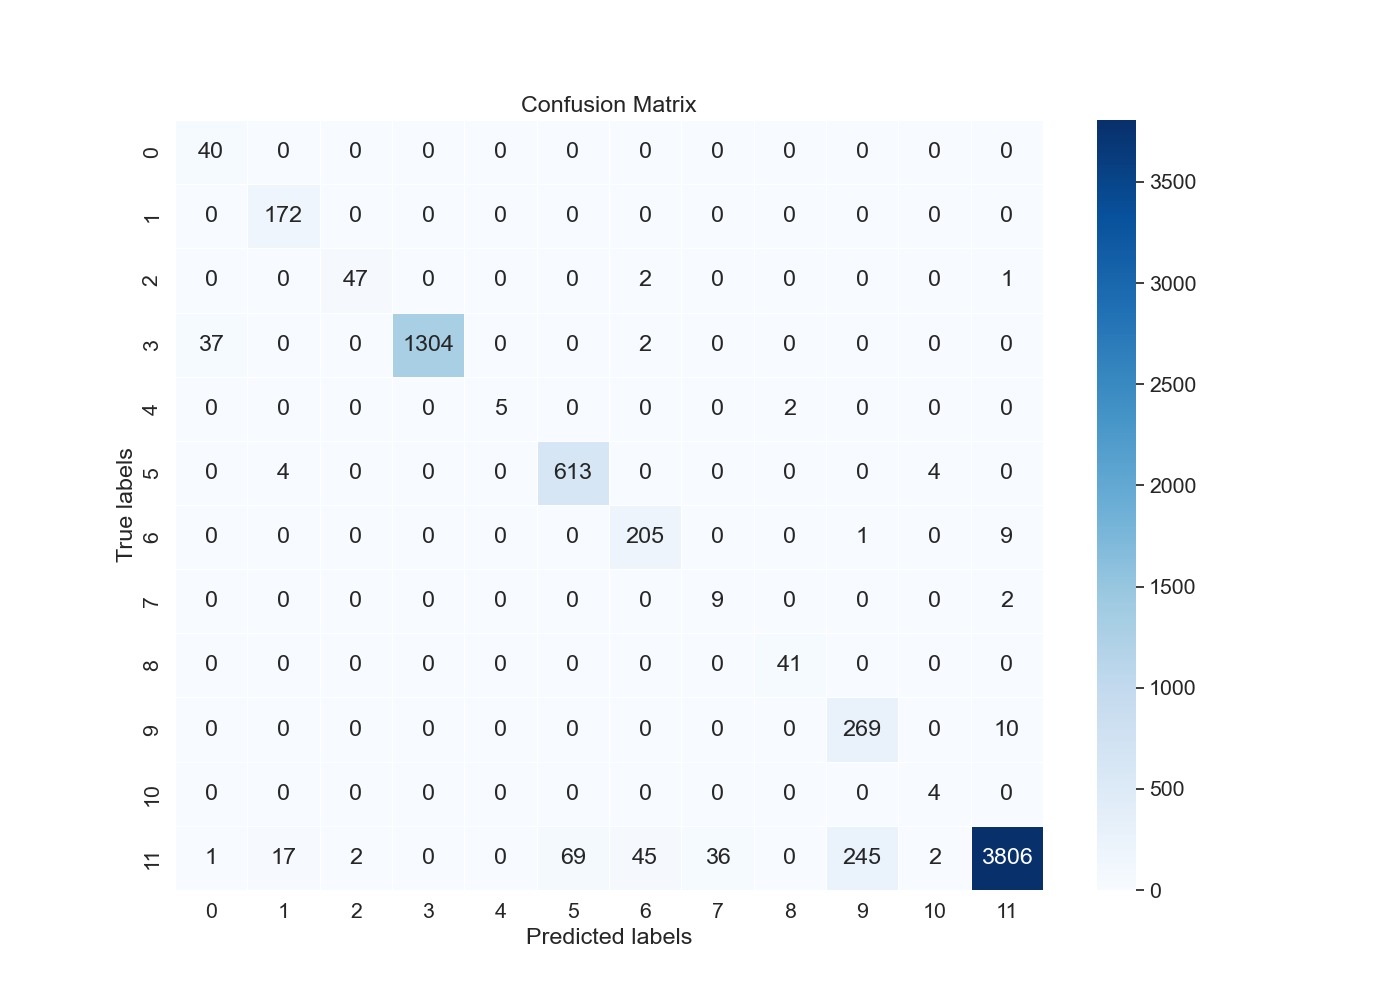 Confusion Matrix
True labels
0 40 0 0 0 0 0 0 0 0 0 0 0
1 0 172 0 0 0 0 0 0 0 0 0 0
2 0 0 47 0 0 0 2 0 0 0 0 1
3 37 0 0 1304 0 0 2 0 0 0 0 0
4 0 0 0 0 5 0 0 0 2 0 0 0
5 0 4 0 0 0 613 0 0 0 0 4 0
6 0 0 0 0 0 0 205 0 0 1 0 9
7 0 0 0 0 0 0 0 9 0 0 0 2
8 0 0 0 0 0 0 0 0 41 0 0 0
9 0 0 0 0 0 0 0 0 0 269 0 10
10 0 0 0 0 0 0 0 0 0 0 4 0
11 1 17 2 0 0 69 45 36 0 245 2 3806
0 1 2 3 4 5 6 7 8 9 10 11
Predicted labels
3500
3000
2500
2000
1500
1000
500
0